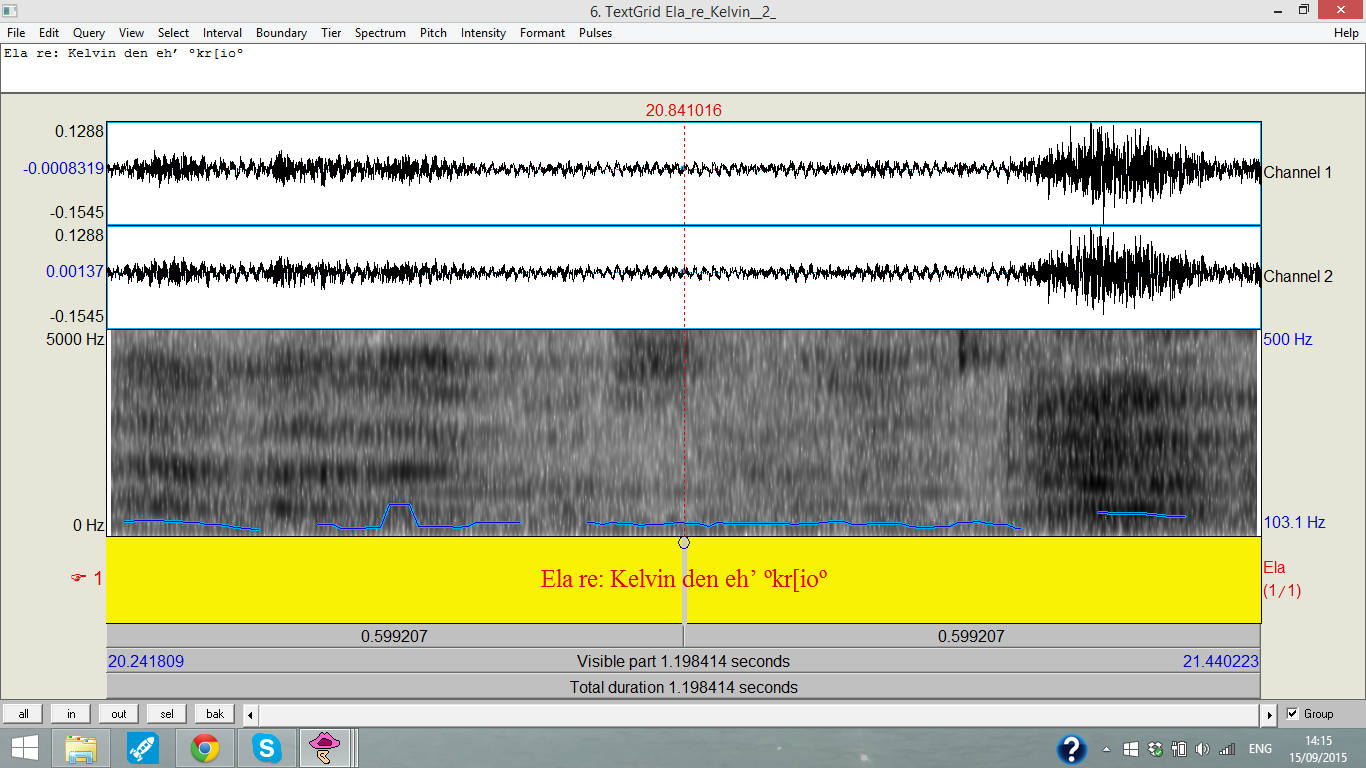 6. TextGrid Ela_re_Kelvin__2_
File Edit Query View Select Interval Boundary Tier Spectrum Pitch Intensity Formant Pulses Help
Ela re: Kelvin den eh’ °kr[io°
20.841016
0.1288
-0.0008319
-0.1545
Channel 1
0.1288
0.00137
-0.1545
Channel 2
5000 Hz
500 Hz
0 Hz
103.1 Hz
1
Ela re: Kelvin den eh’ ºkr[ioº
Ela
(1/1)
0.599207 0.599207
20.241809 Visible part 1.198414 seconds 21.440223
Total duration 1.198414 seconds
all in out sel bak Group
ENG 14:15
15/09/2015